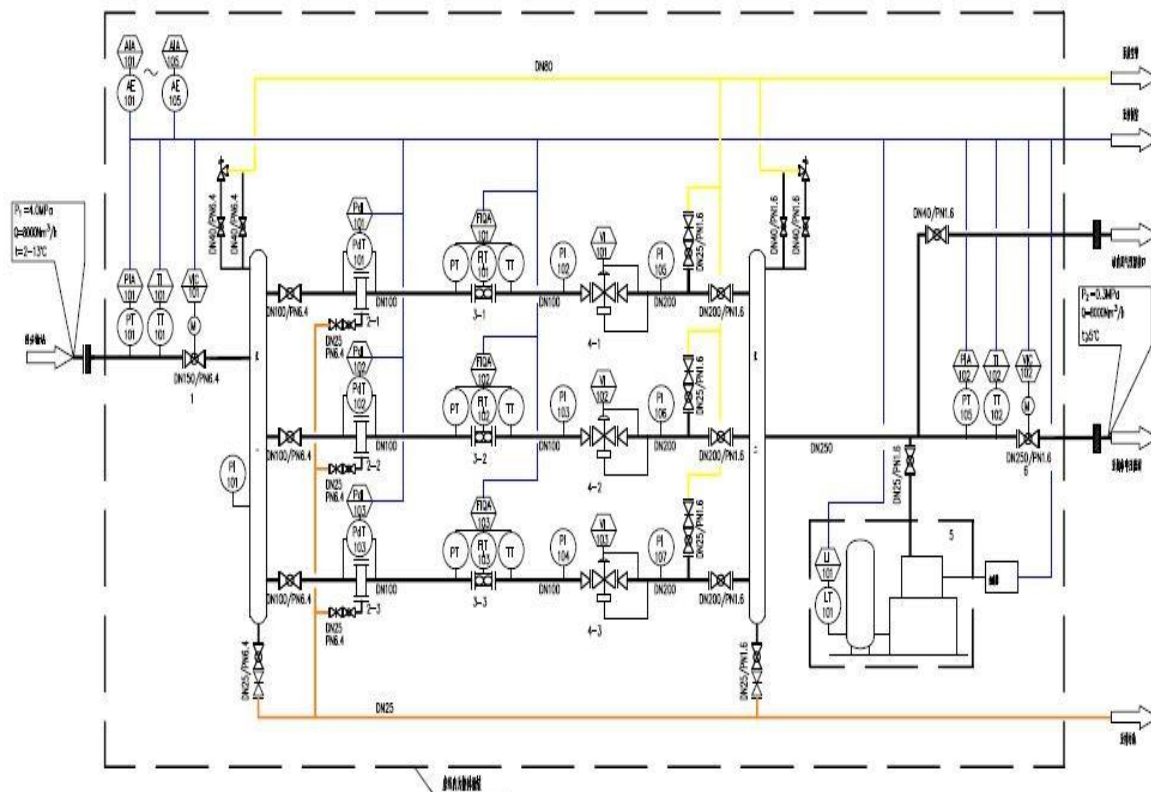 AIA
101
AIA
105
AE
101
AE
105
DN80
DN40/PN6.4
DN40/PN6.4
DN40/PN1.6
DN40/PN1.6
DN40/PN1.6
P₁=4.0MPa
Q=8000Nm³/h
t=2-13℃
PdI
101
FIQA
101
VI
101
PdT
101
PT
FIT
101
TT
PI
102
PI
105
DN25/PN1.6
PIA
101
TI
101
VIC
101
PT
101
TT
101
M
DN150/PN6.4
1
DN100/PN6.4
DN100
DN25
PN6.4
2-1
3-1
DN100
4-1
DN200
DN200/PN1.6
P₂=0.3MPa
t≥5℃
PdI
102
FIQA
102
VI
102
PdT
102
PT
FIT
102
TT
PI
103
PI
106
DN25/PN1.6
PIA
102
TI
102
VIC
102
PT
105
TT
102
M
DN100/PN6.4
DN100
DN25
PN6.4
2-2
3-2
DN100
4-2
DN200
DN200/PN1.6
DN250
DN250/PN1.6
6
DN25/PN1.6
PI
101
PdI
103
FIQA
103
VI
103
PdT
103
PT
FIT
103
TT
PI
104
PI
107
DN25/PN1.6
5
LI
101
LT
101
DN100/PN6.4
DN100
DN25
PN6.4
2-3
3-3
DN100
4-3
DN200
DN200/PN1.6
DN25/PN6.4
DN25/PN1.6
DN25